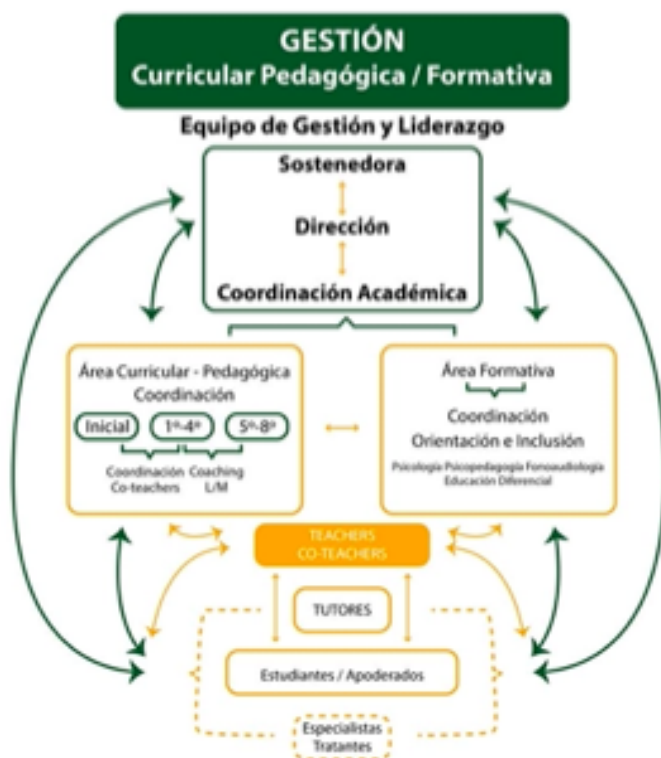 GESTIÓN
Curricular Pedagógica / Formativa
Equipo de Gestión y Liderazgo
Sostenedora
Dirección
Coordinación Académica
Área Curricular - Pedagógica
Coordinación
Inicial
1º-4º
5º-8º
Coordinación
Co-teachers
Coaching
L/M
Área Formativa
Coordinación
Orientación e Inclusión
Psicología Psicopedagogía Fonoaudiología
Educación Diferencial
TEACHERS
CO-TEACHERS
TUTORES
Estudiantes / Apoderados
Especialistas
Tratantes